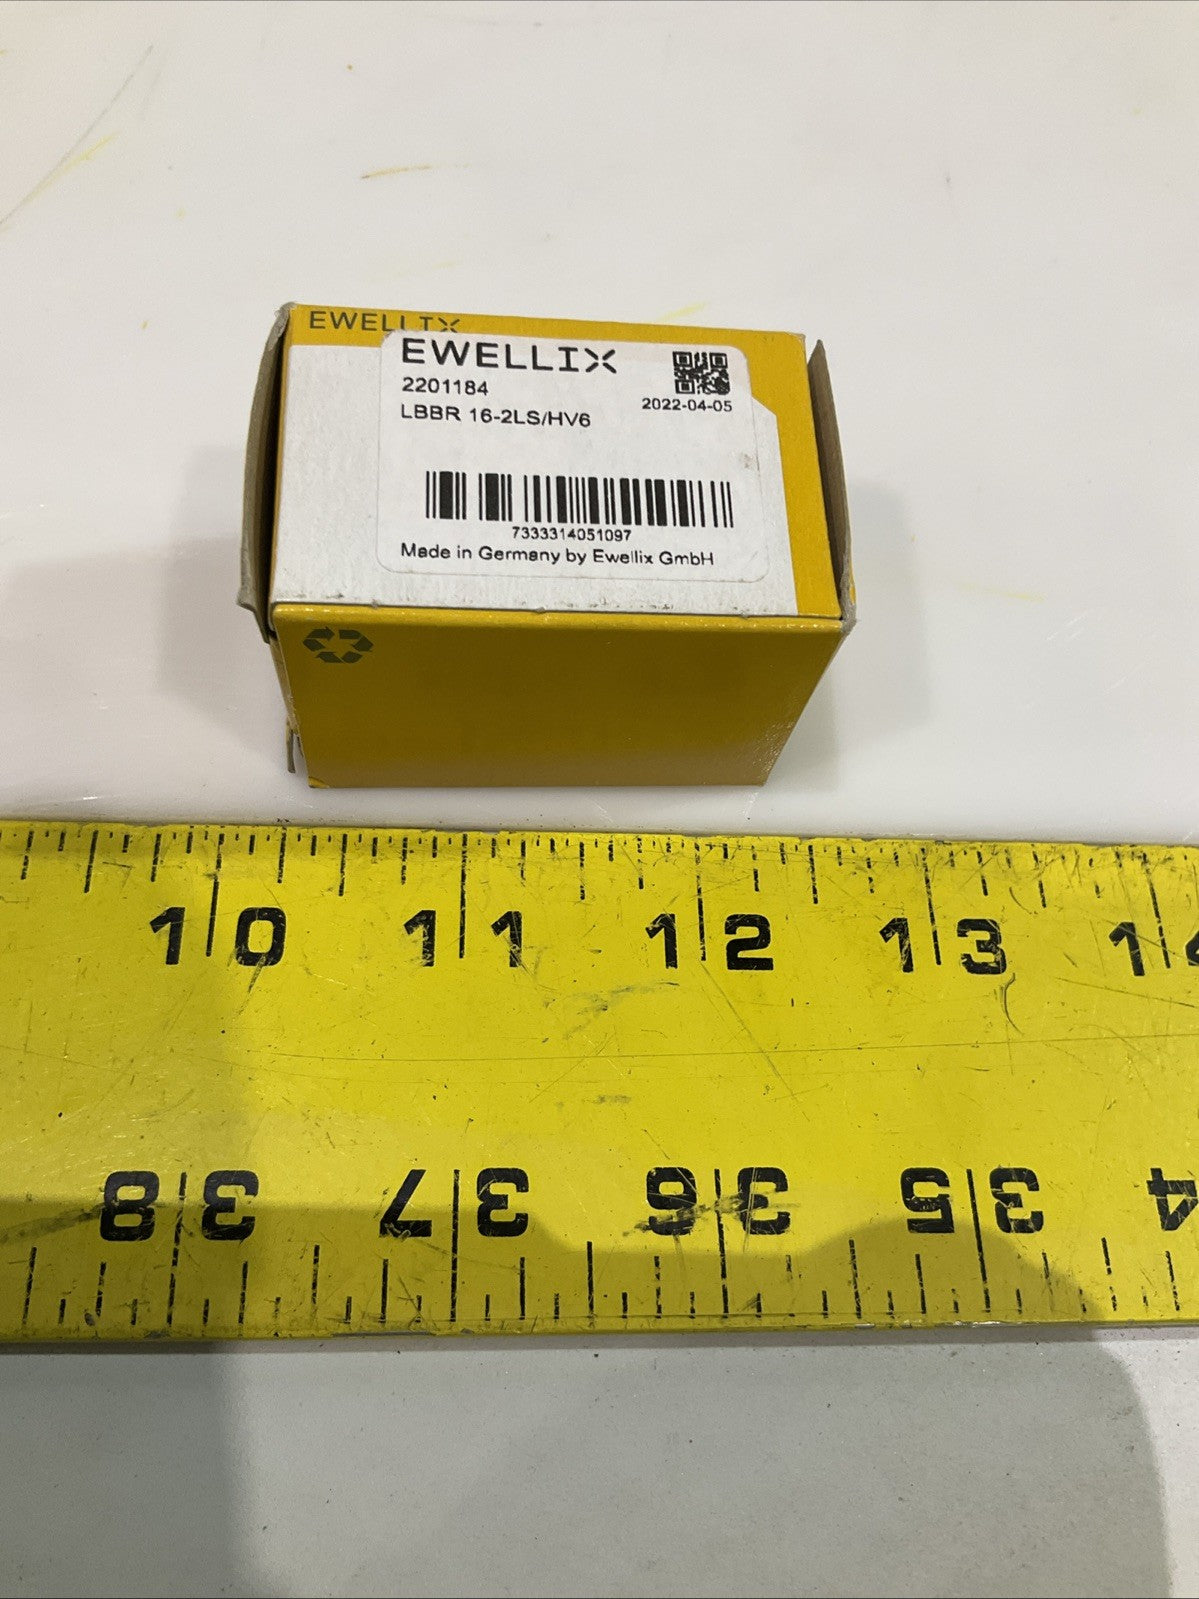 EWELLIX
EWELLIX
2201184
2022-04-05
LBBR 16-2LS/HV6
7333314051097
Made in Germany by Ewellix GmbH
10 11 12 13 14
38 37 36 35 34